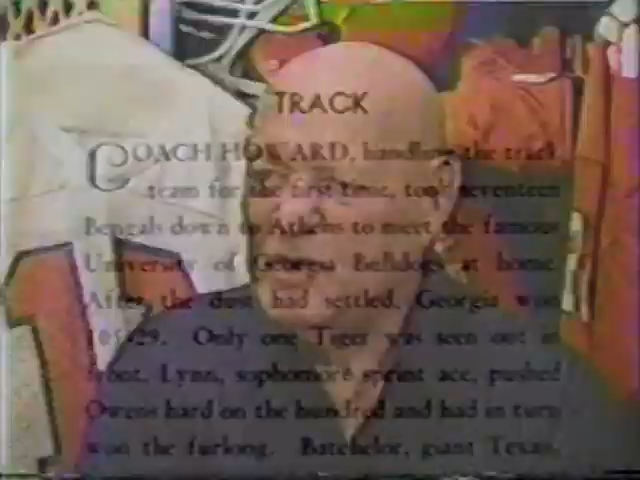 TRACK
COACH HOWARD, handling the track
team for the first time, took seventeen
Bengals down to Athens to meet the famous
University of Georgia Bulldogs at home.
After the dust had settled, Georgia won
105-29. Only one Tiger was seen out in
front, Lynn, sophomore sprint ace, pushed
Owens hard on the hundred and had in turn
won the furlong. Batchelor, giant Texan,